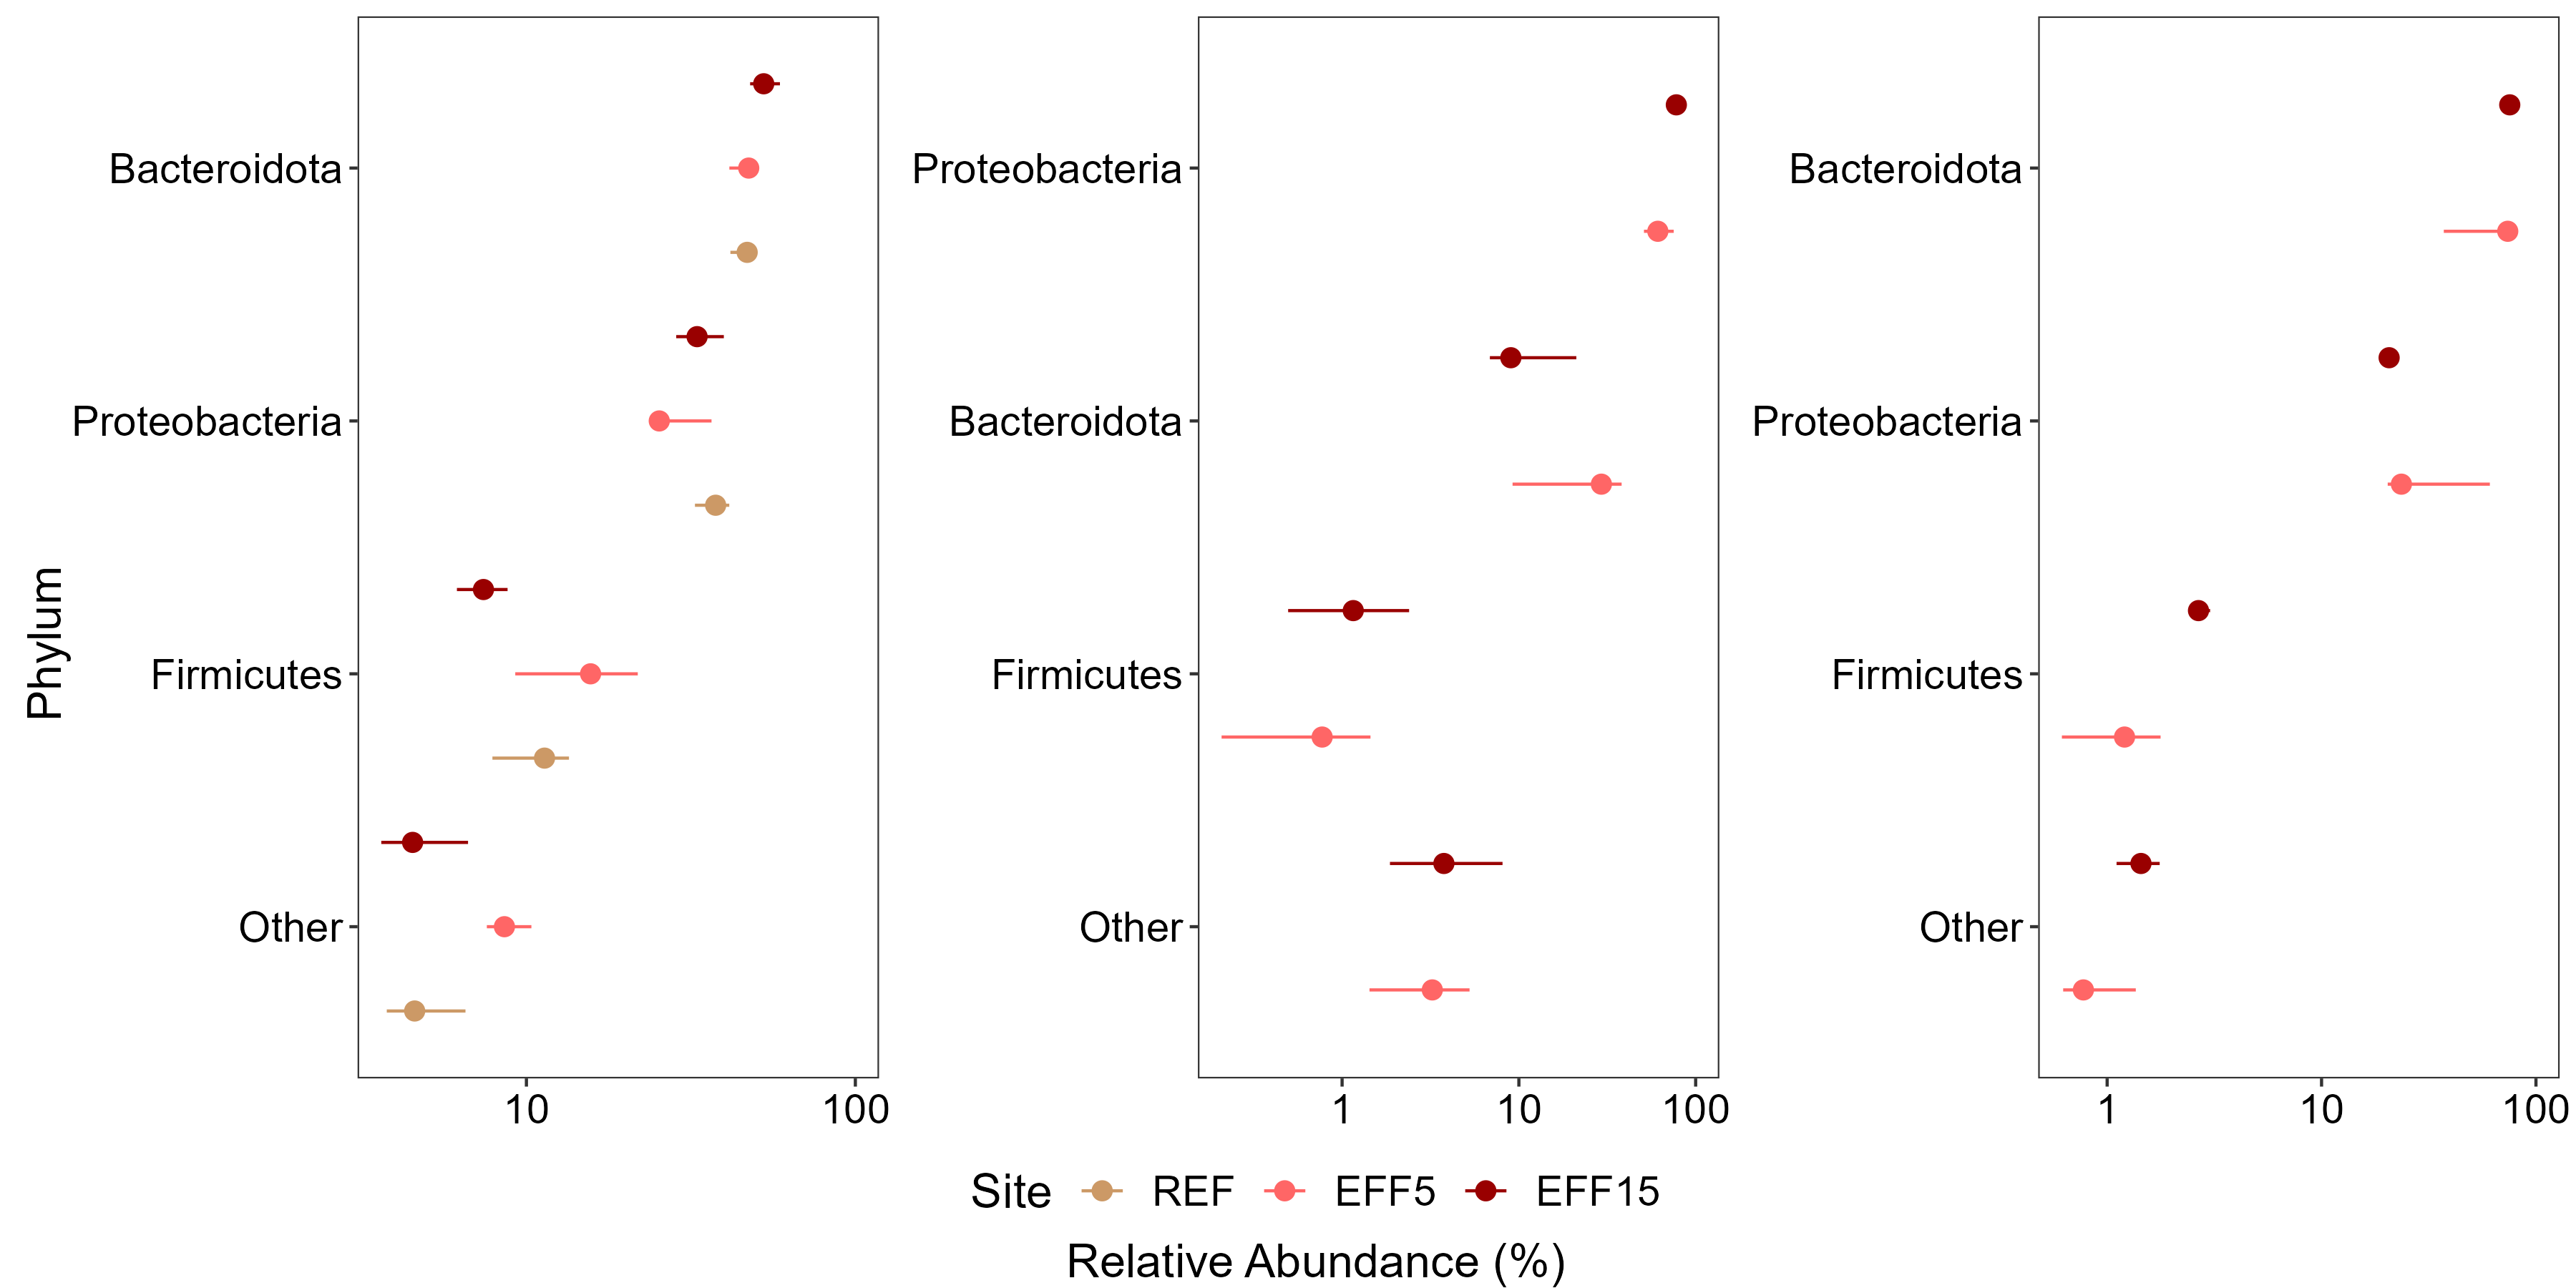 Phylum
Bacteroidota
Proteobacteria
Firmicutes
Other
10 100
Proteobacteria
Bacteroidota
Firmicutes
Other
1 10 100
Bacteroidota
Proteobacteria
Firmicutes
Other
1 10 100
Site REF EFF5 EFF15
Relative Abundance (%)